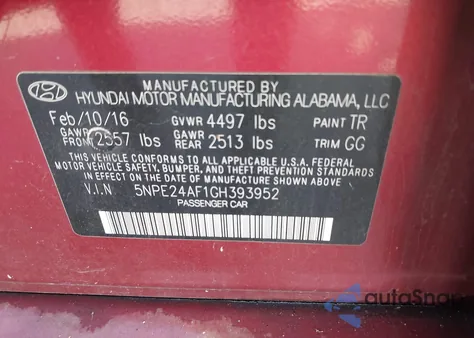 MANUFACTURED BY
HYUNDAI MOTOR MANUFACTURING ALABAMA, LLC
Feb/10/16 GVWR 4497 lbs PAINT TR
GAWR FRONT 2557 lbs GAWR REAR 2513 lbs TRIM GG
THIS VEHICLE CONFORMS TO ALL APPLICABLE U.S.A. FEDERAL
MOTOR VEHICLE SAFETY, BUMPER, AND THEFT PREVENTION STANDARDS
IN EFFECT ON THE DATE OF MANUFACTURE SHOWN ABOVE.
V.I.N 5NPE24AF1GH393952
PASSENGER CAR
autoSnap